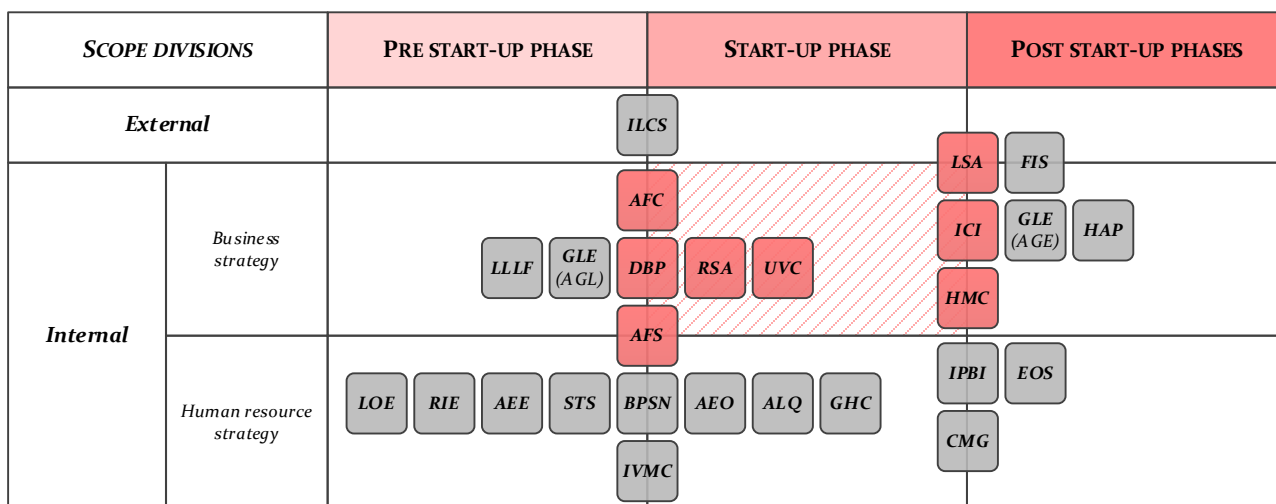 SCOPE DIVISIONS
PRE START-UP PHASE
START-UP PHASE
POST START-UP PHASES
External
ILCS
LSA
FIS
Internal
Business
strategy
AFC
LLLF
GLE
(AGL)
DBP
RSA
UVC
AFS
ICI
GLE
(AGE)
HAP
HMC
Human resource
strategy
LOE
RIE
AEE
STS
BPSN
AEO
ALQ
GHC
IVMC
IPBI
EOS
CMG